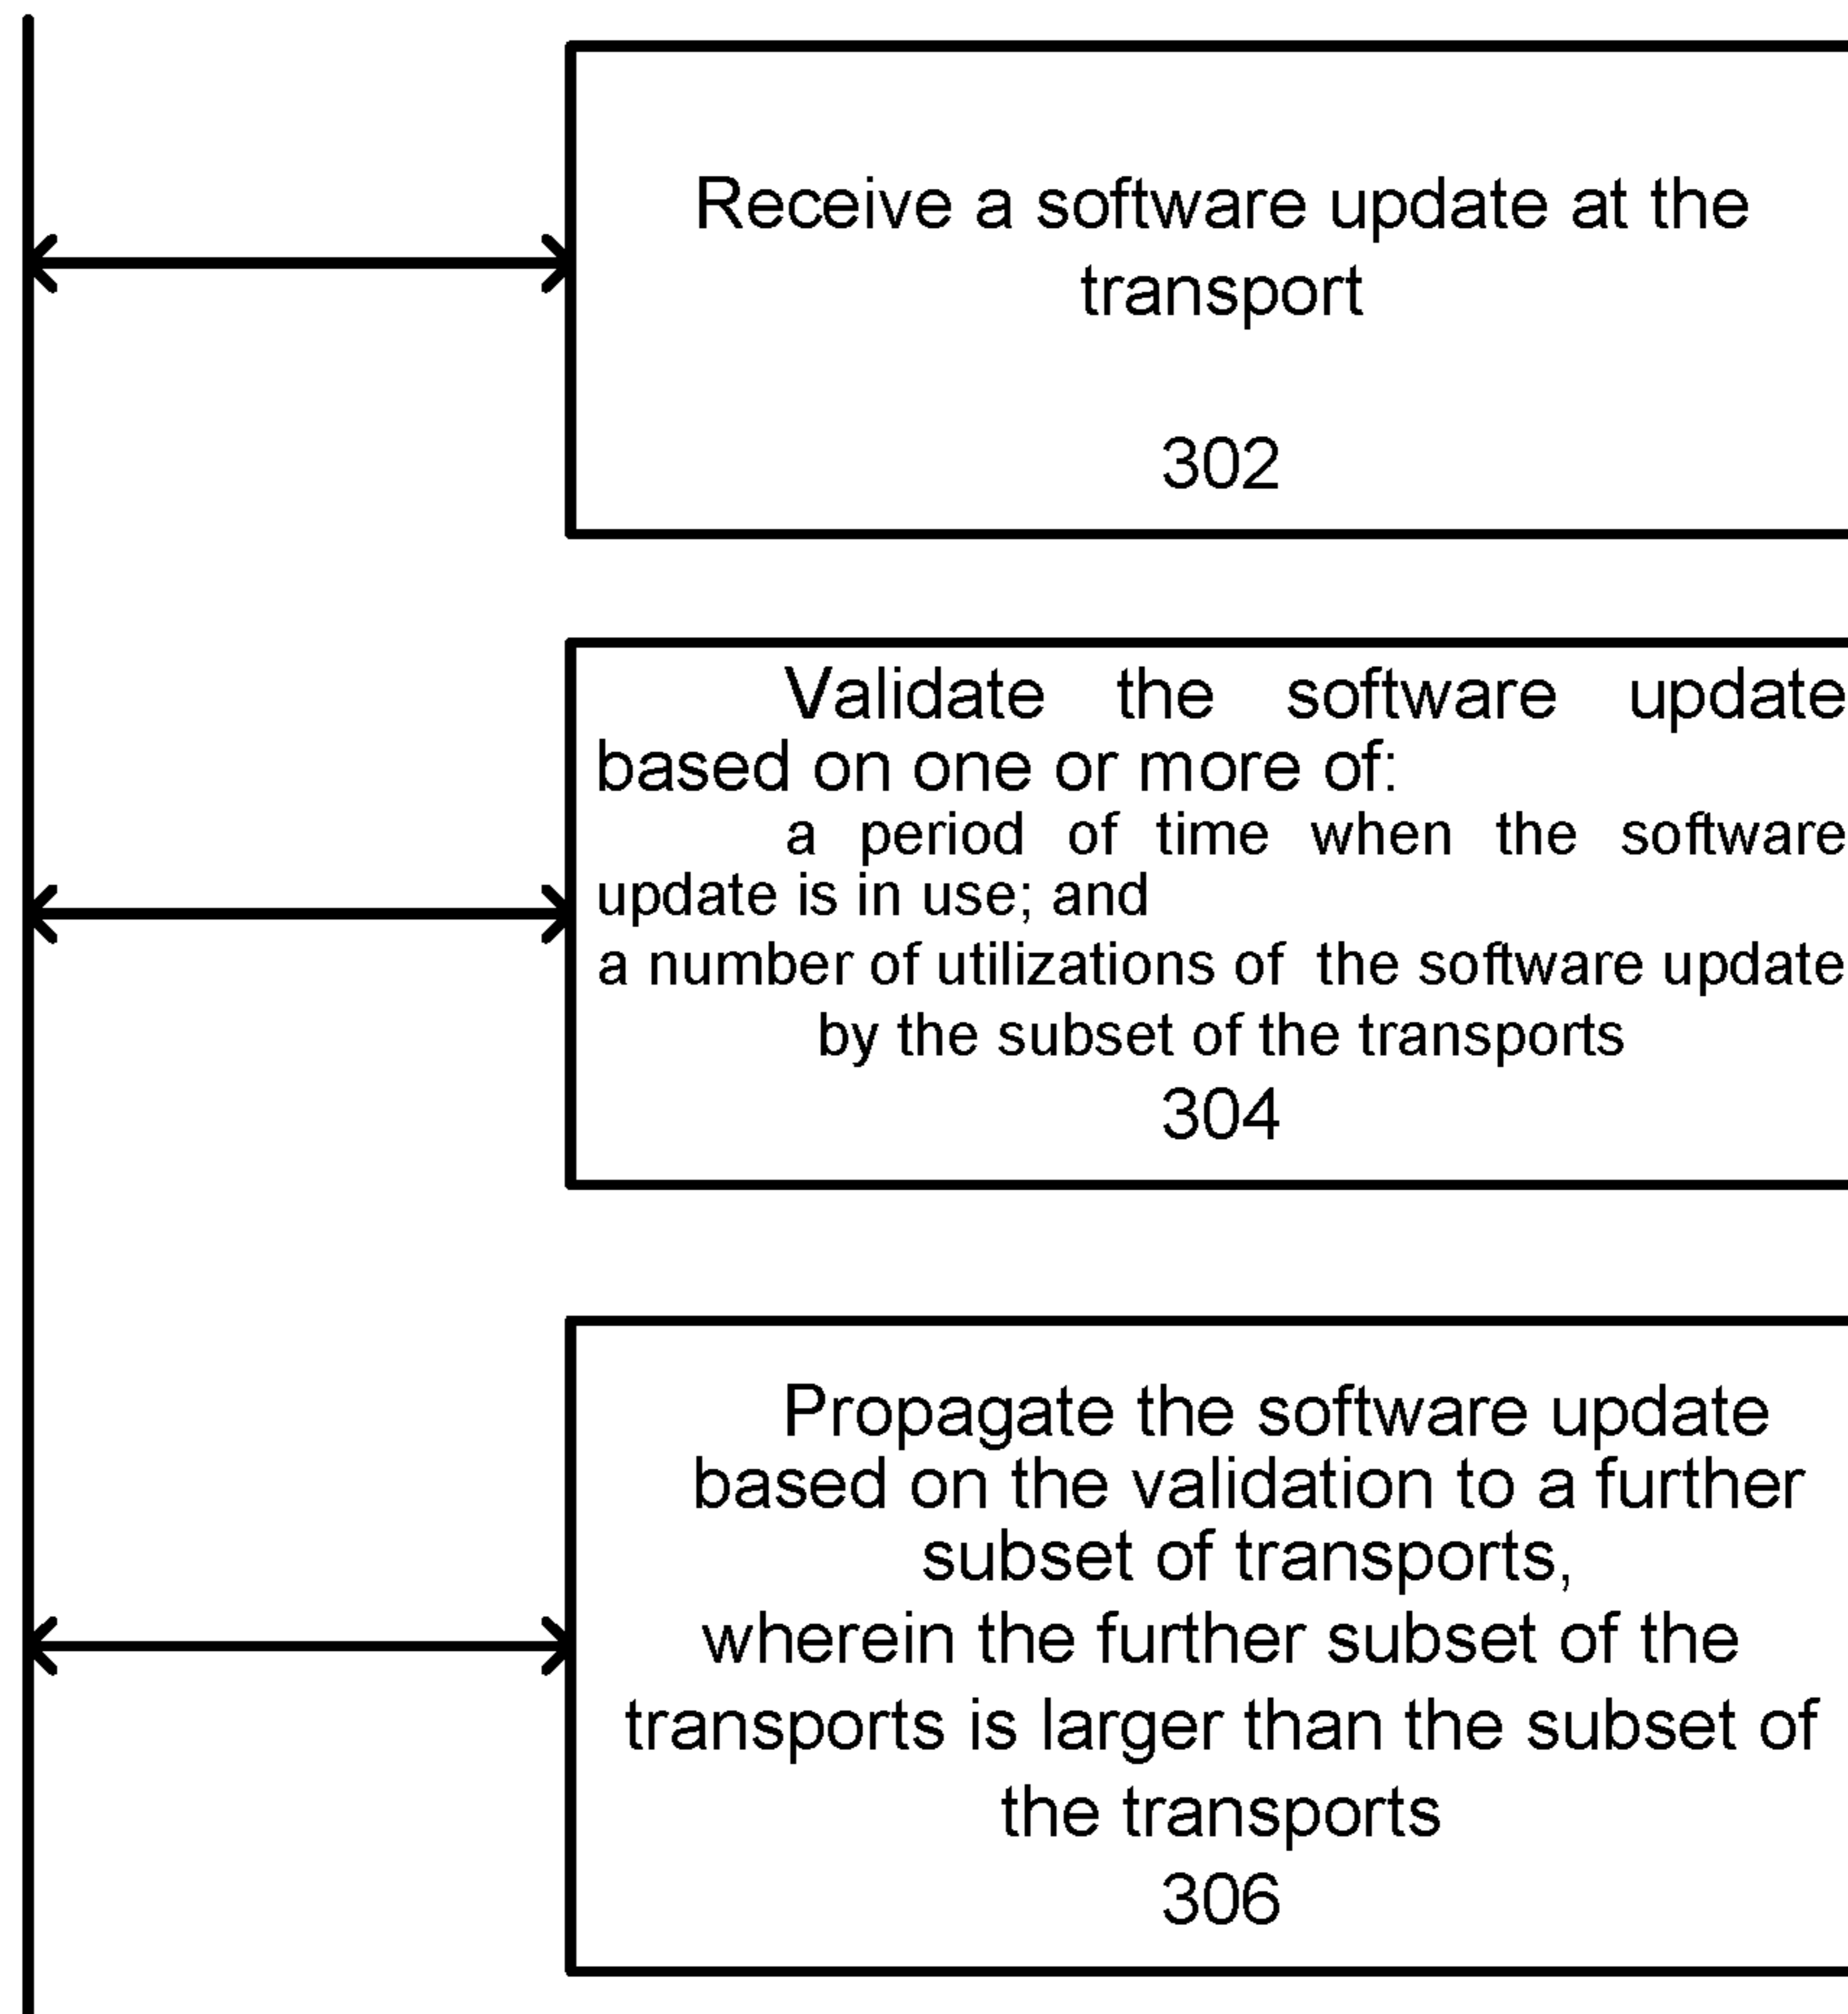 Receive a software update at the
transport
302
Validate the software update
based on one or more of:
a period of time when the software
update is in use; and
a number of utilizations of the software update
by the subset of the transports
304
Propagate the software update
based on the validation to a further
subset of transports,
wherein the further subset of the
transports is larger than the subset of
the transports
306